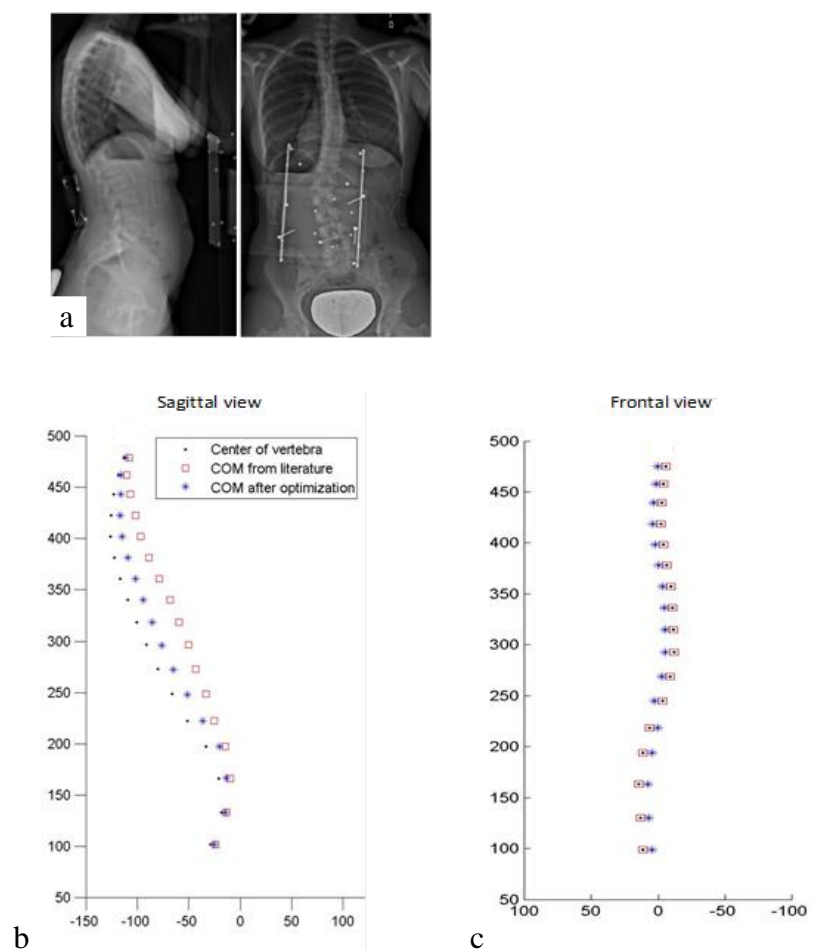 a
Sagittal view
500
450
400
350
300
250
200
150
100
50
-150 -100 -50 0 50 100
Center of vertebra
COM from literature
COM after optimization
b
Frontal view
500
450
400
350
300
250
200
150
100
50
100 50 0 -50 -100
c